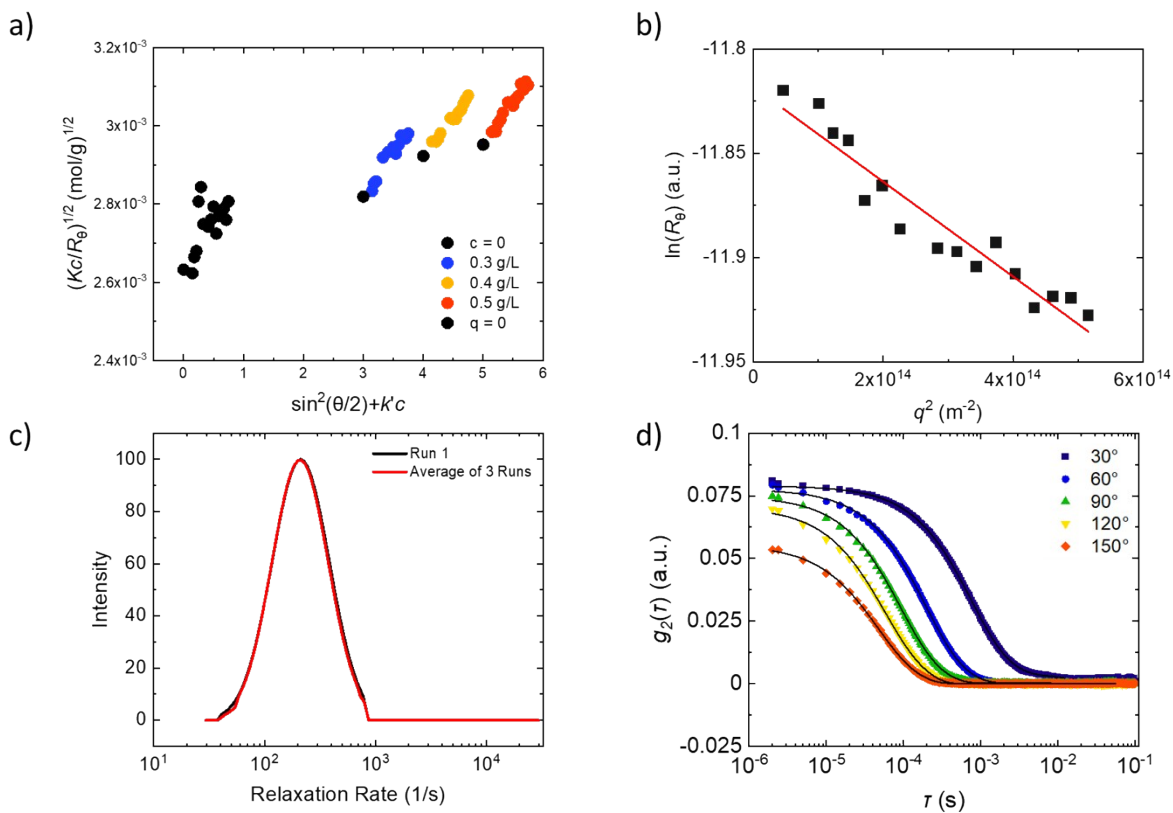 a)
3.2x10⁻³
3x10⁻³
2.8x10⁻³
2.6x10⁻³
2.4x10⁻³
(Kc/Rθ)^1/2 (mol/g)^1/2
c = 0
0.3 g/L
0.4 g/L
0.5 g/L
q = 0
0 1 2 3 4 5 6
sin²(θ/2)+k'c
b)
-11.8
-11.85
-11.9
-11.95
ln(Rθ) (a.u.)
0 2x10¹⁴ 4x10¹⁴ 6x10¹⁴
q² (m⁻²)
c)
Run 1
Average of 3 Runs
100
80
60
40
20
0
Intensity
10¹ 10² 10³ 10⁴
Relaxation Rate (1/s)
d)
0.1
0.075
0.05
0.025
0
-0.025
g₂(τ) (a.u.)
30°
60°
90°
120°
150°
10⁻⁶ 10⁻⁵ 10⁻⁴ 10⁻³ 10⁻² 10⁻¹
τ (s)